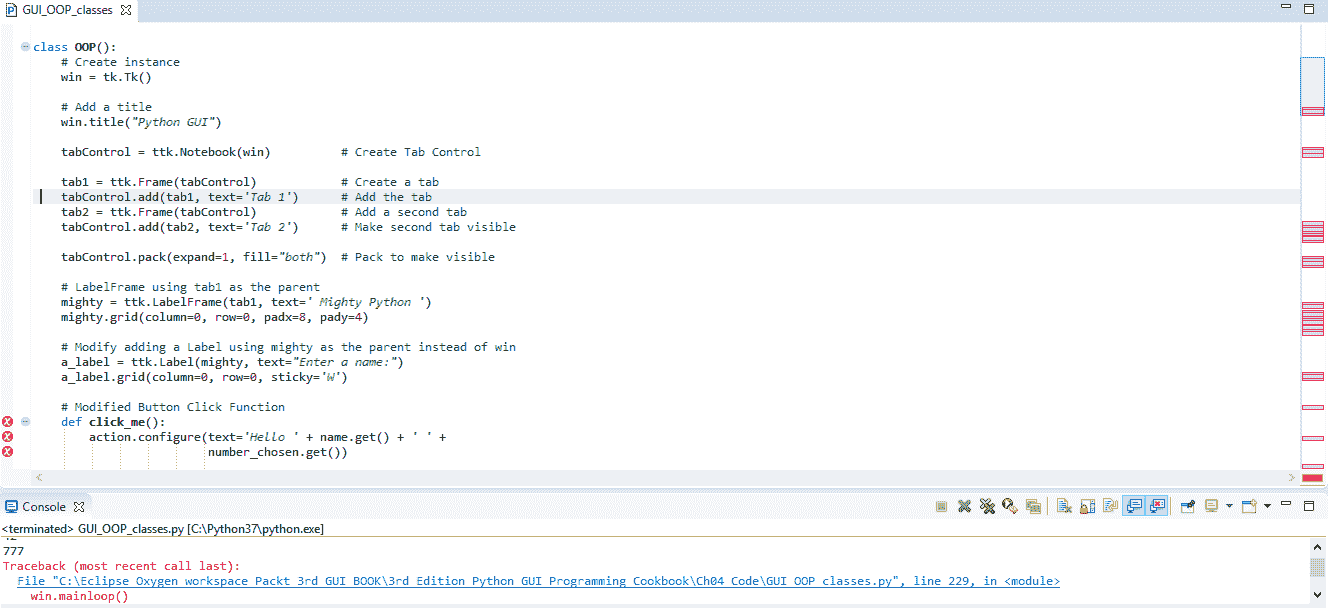 GUI_OOP_classes
class OOP():
# Create instance
win = tk.Tk()
# Add a title
win.title("Python GUI")
tabControl = ttk.Notebook(win) # Create Tab Control
tab1 = ttk.Frame(tabControl) # Create a tab
tabControl.add(tab1, text='Tab 1') # Add the tab
tab2 = ttk.Frame(tabControl) # Add a second tab
tabControl.add(tab2, text='Tab 2') # Make second tab visible
tabControl.pack(expand=1, fill="both") # Pack to make visible
# LabelFrame using tab1 as the parent
mighty = ttk.LabelFrame(tab1, text=' Mighty Python ')
mighty.grid(column=0, row=0, padx=8, pady=4)
# Modify adding a Label using mighty as the parent instead of win
a_label = ttk.Label(mighty, text="Enter a name:")
a_label.grid(column=0, row=0, sticky='W')
# Modified Button Click Function
def click_me():
action.configure(text='Hello ' + name.get() + ' ' +
number_chosen.get())
Console
<terminated> GUI_OOP_classes.py [C:\Python37\python.exe]
777
Traceback (most recent call last):
File "C:\Eclipse Oxygen workspace Packt 3rd GUI BOOK\3rd Edition Python GUI Programming Cookbook\Ch04 Code\GUI OOP classes.py", line 229, in <module>
win.mainloop()